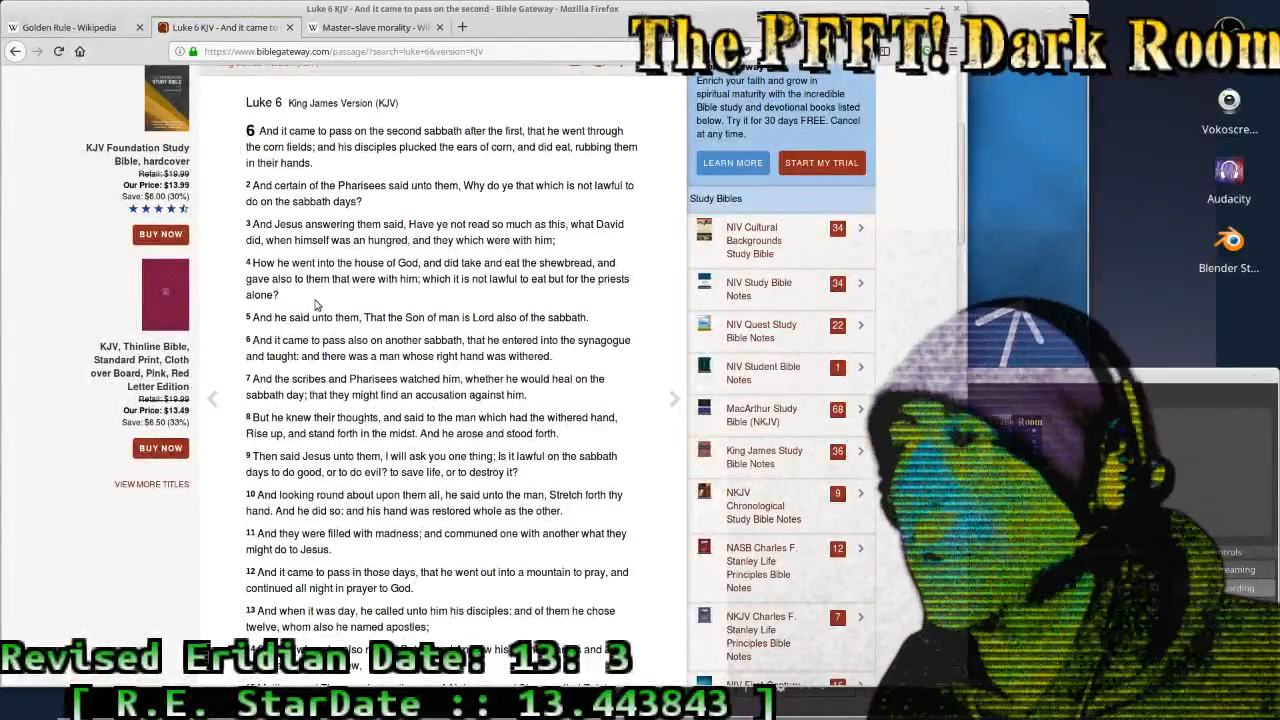 Luke 6 KJV - And it came to pass on the second - Bible Gateway - Mozilla Firefox
Golden Rule - Wikipedia
Luke 6 KJV - And it came to
Master–slave morality - Wiki
https://www.biblegateway.com/passage/?search=luke+6&version=KJV
The PFFT! Dark Room
KJV Foundation Study
Bible, hardcover
Retail: $19.99
Our Price: $13.99
Save: $6.00 (30%)
BUY NOW
KJV, Thinline Bible,
Standard Print, Cloth
over Board, Pink, Red
Letter Edition
Retail: $19.99
Our Price: $13.49
Save: $6.50 (33%)
BUY NOW
VIEW MORE TITLES
Luke 6 King James Version (KJV)
6 And it came to pass on the second sabbath after the first, that he went through
the corn fields; and his disciples plucked the ears of corn, and did eat, rubbing them
in their hands.
2 And certain of the Pharisees said unto them, Why do ye that which is not lawful to
do on the sabbath days?
3 And Jesus answering them said, Have ye not read so much as this, what David
did, when himself was an hungred, and they which were with him;
4 How he went into the house of God, and did take and eat the shewbread, and
gave also to them that were with him; which it is not lawful to eat but for the priests
alone?
5 And he said unto them, That the Son of man is Lord also of the sabbath.
6 And it came to pass also on another sabbath, that he entered into the synagogue
and taught: and there was a man whose right hand was withered.
7 And the scribes and Pharisees watched him, whether he would heal on the
sabbath day; that they might find an accusation against him.
8 But he knew their thoughts, and said to the man which had the withered hand,
Rise up, and stand forth in the midst. And he arose and stood forth.
9 Then said Jesus unto them, I will ask you one thing; Is it lawful on the sabbath
days to do good, or to do evil? to save life, or to destroy it?
10 And looking round about upon them all, he said unto the man, Stretch forth thy
hand. And he did so: and his hand was restored whole as the other.
11 And they were filled with madness; and communed one with another what they
might do to Jesus.
12 And it came to pass in those days, that he went out into a mountain to pray, and
continued all night in prayer to God.
13 And when it was day, he called unto him his disciples: and of them he chose
Enrich your faith and grow in
spiritual maturity with the incredible
Bible study and devotional books listed
below. Try it for 30 days FREE. Cancel
at any time.
LEARN MORE
START MY TRIAL
Study Bibles
NIV Cultural
Backgrounds
Study Bible
34
NIV Study Bible
Notes
34
NIV Quest Study
Bible Notes
22
NIV Student Bible
Notes
1
MacArthur Study
Bible (NKJV)
68
King James Study
Bible Notes
36
NKJV
Chronological
Study Bible Notes
9
NASB Charles F.
Stanley Life
Principles Bible
Notes
12
NKJV Charles F.
Stanley Life
Principles Bible
Notes
7
Vokoscre...
Audacity
Blender St...
Dark Room